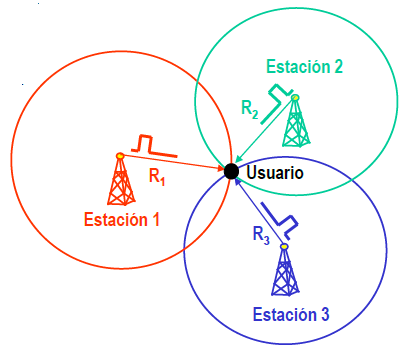 Estación 2
R2
Usuario
R1
Estación 1
R3
Estación 3